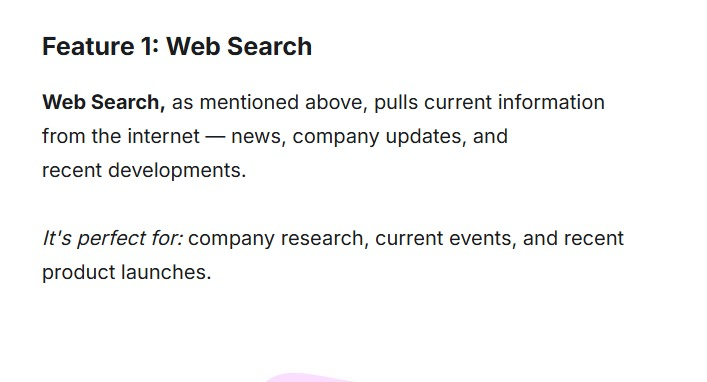 Feature 1: Web Search
Web Search, as mentioned above, pulls current information
from the internet — news, company updates, and
recent developments.
It's perfect for: company research, current events, and recent
product launches.